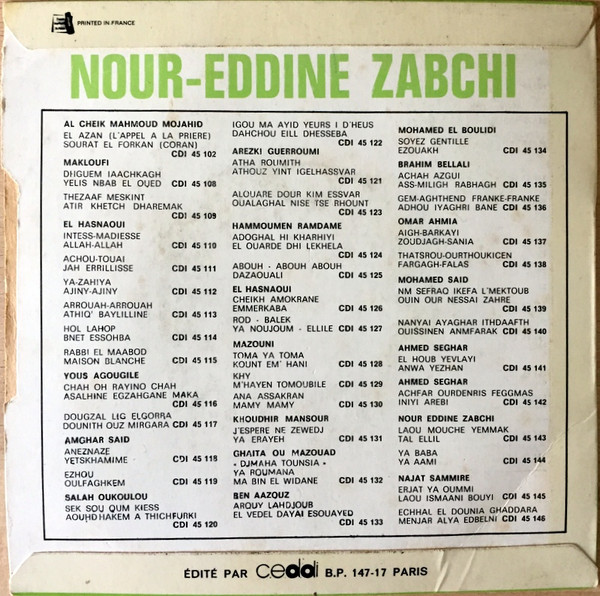 PRINTED IN FRANCE
NOUR-EDDINE ZABCHI
AL CHEIK MAHMOUD MOJAHID
EL AZAN (L'APPEL A LA PRIERE)
SOURAT EL FORKAN (CORAN)
CDI 45 102
MAKLOUFI
DHIGUEM IAACHKAGH
YELIS NBAB EL OUED CDI 45 108
THEZAAF MESKINT
ATIR KHETCH DHAREMAK
CDI 45 109
EL HASNAOUI
INTESS-MADIESSE
ALLAH-ALLAH CDI 45 110
ACHOU-TOUAI
JAH ERRILLISSE CDI 45 111
YA-ZAHIYA
AJINY-AJINY CDI 45 112
ARROUAH-ARROUAH
ATHIQ' BAYLILLINE CDI 45 113
HOL LAHOP
BNET ESSOHBA CDI 45 114
RABBI EL MAABOD
MAISON BLANCHE CDI 45 115
YOUS AGOUGILE
CHAH OH RAYINO CHAH
ASALHINE EGZAHGANE MAKA
CDI 45 116
DOUGZAL LIG ELGORRA
DOUNITH OUZ MIRGARA CDI 45 117
AMGHAR SAID
ANEZNAZE
YETSKHAMIME CDI 45 118
EZHOU
OULFAGHKEM CDI 45 119
SALAH OUKOULOU
SEK SOU QUM KIESS
AOUHDHAKEM A THICHFURKI
CDI 45 120
IGOU MA AYID YEURS I D'HEUS
DAHCHOU EILL DHESSEBA
CDI 45 122
AREZKI GUERROUMI
ATHA ROUMITH
ATHOUZ YINT IGELHASSVAR
CDI 45 121
ALOUARE DOUR KIM ESSVAR
OUALAGHAL NISE TSE RHOUNT
CDI 45 123
HAMMOUMEN RAMDAME
ADOGHAL HI KHARHIYI
EL OUARDE DHI LEKHELA
CDI 45 124
ABOUH - ABOUH ABOUH
DAZAOUALI CDI 45 125
EL HASNAOUI
CHEIKH AMOKRANE
EMMERKABA CDI 45 126
ROD - BALEK
YA NOUJOUM - ELLILE CDI 45 127
MAZOUNI
TOMA YA TOMA
KOUNT EM' HANI CDI 45 128
KHY
M'HAYEN TOMOUBILE CDI 45 129
ANA ASSAKRAN
MAMY MAMY CDI 45 130
KHOUDHIR MANSOUR
J'ESPERE NE ZEWEDJ
YA ERAYEH CDI 45 131
GHAITA OU MAZOUAD
« DJMAHA TOUNSIA »
YA ROUMANA
MA BIN EL WIDANE CDI 45 132
BEN AAZOUZ
AROUY LAHDJOUB
EL VEDEL DAYAI ESOUAYED
CDI 45 133
MOHAMED EL BOULIDI
SOYEZ GENTILLE
EZOUAKH CDI 45 134
BRAHIM BELLALI
ACHAH AZGUI
ASS-MILIGH RABHAGH CDI 45 135
GEM-AGHTHEND FRANKE-FRANKE
ADHOU IYAGHRI BANE CDI 45 136
OMAR AHMIA
AIGH-BARKAYI
ZOUDJAGH-SANIA CDI 45 137
THATSROU-OURTHOUKICEN
FARGAGH-FALAS CDI 45 138
MOHAMED SAID
NM SEFRAO IKEFA L'MEKTOUB
OUIN OUR NESSAI ZAHRE
CDI 45 139
NANYAI AYAGHAR ITHDAAFTH
OUISSINEN ANMFARAK CDI 45 140
AHMED SEGHAR
EL HOUB YEVLAYI
ANWA YEZHAN CDI 45 141
AHMED SEGHAR
ACHFAR OURDENRIS FEGGMAS
INIYI AREBI CDI 45 142
NOUR EDDINE ZABCHI
LAOU MOUCHE YEMMAK
TAL ELLIL CDI 45 143
YA BABA
YA AAMI CDI 45 144
NAJAT SAMMIRE
ERJAT YA OUMMI
LAOU ISMAANI BOUYI CDI 45 145
ECHHAL EL DOUNIA GHADDARA
MENJAR ALYA EDBELNI CDI 45 146
ÉDITÉ PAR Ceddi B.P. 147-17 PARIS